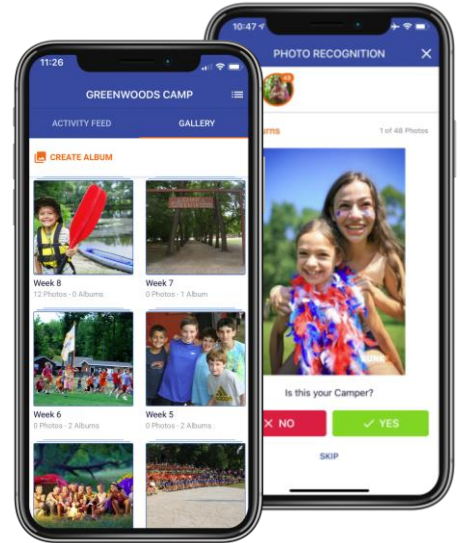 11:26
GREENWOODS CAMP
ACTIVITY FEED
GALLERY
CREATE ALBUM
Week 8
12 Photos - 0 Albums
Week 7
0 Photos - 1 Album
Week 6
0 Photos - 2 Albums
Week 5
0 Photos - 2 Albums
10:47
PHOTO RECOGNITION
1 of 48 Photos
Is this your Camper?
NO
YES
SKIP